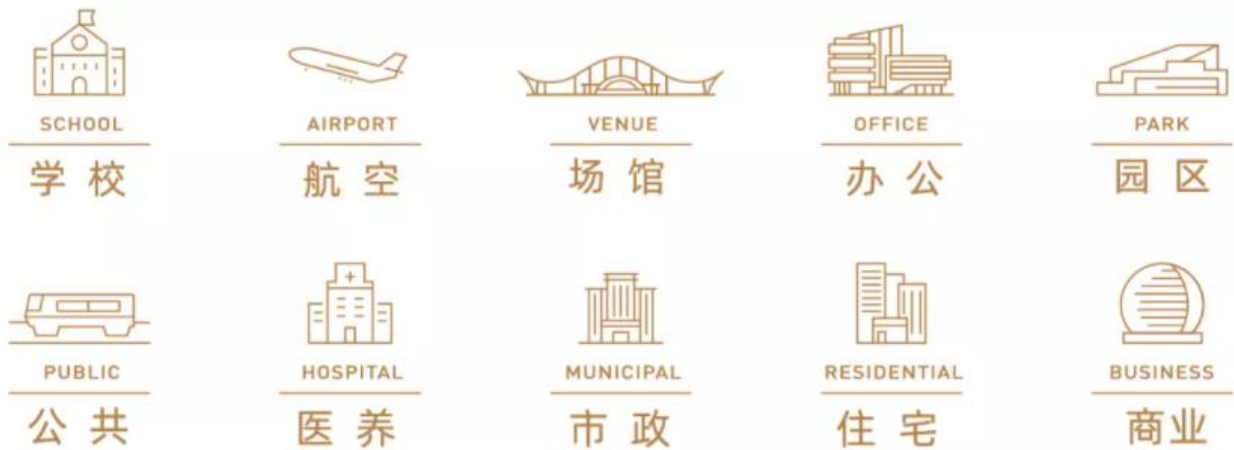 SCHOOL
学校
AIRPORT
航空
VENUE
场馆
OFFICE
办公
PARK
园区
PUBLIC
公共
HOSPITAL
医养
MUNICIPAL
市政
RESIDENTIAL
住宅
BUSINESS
商业